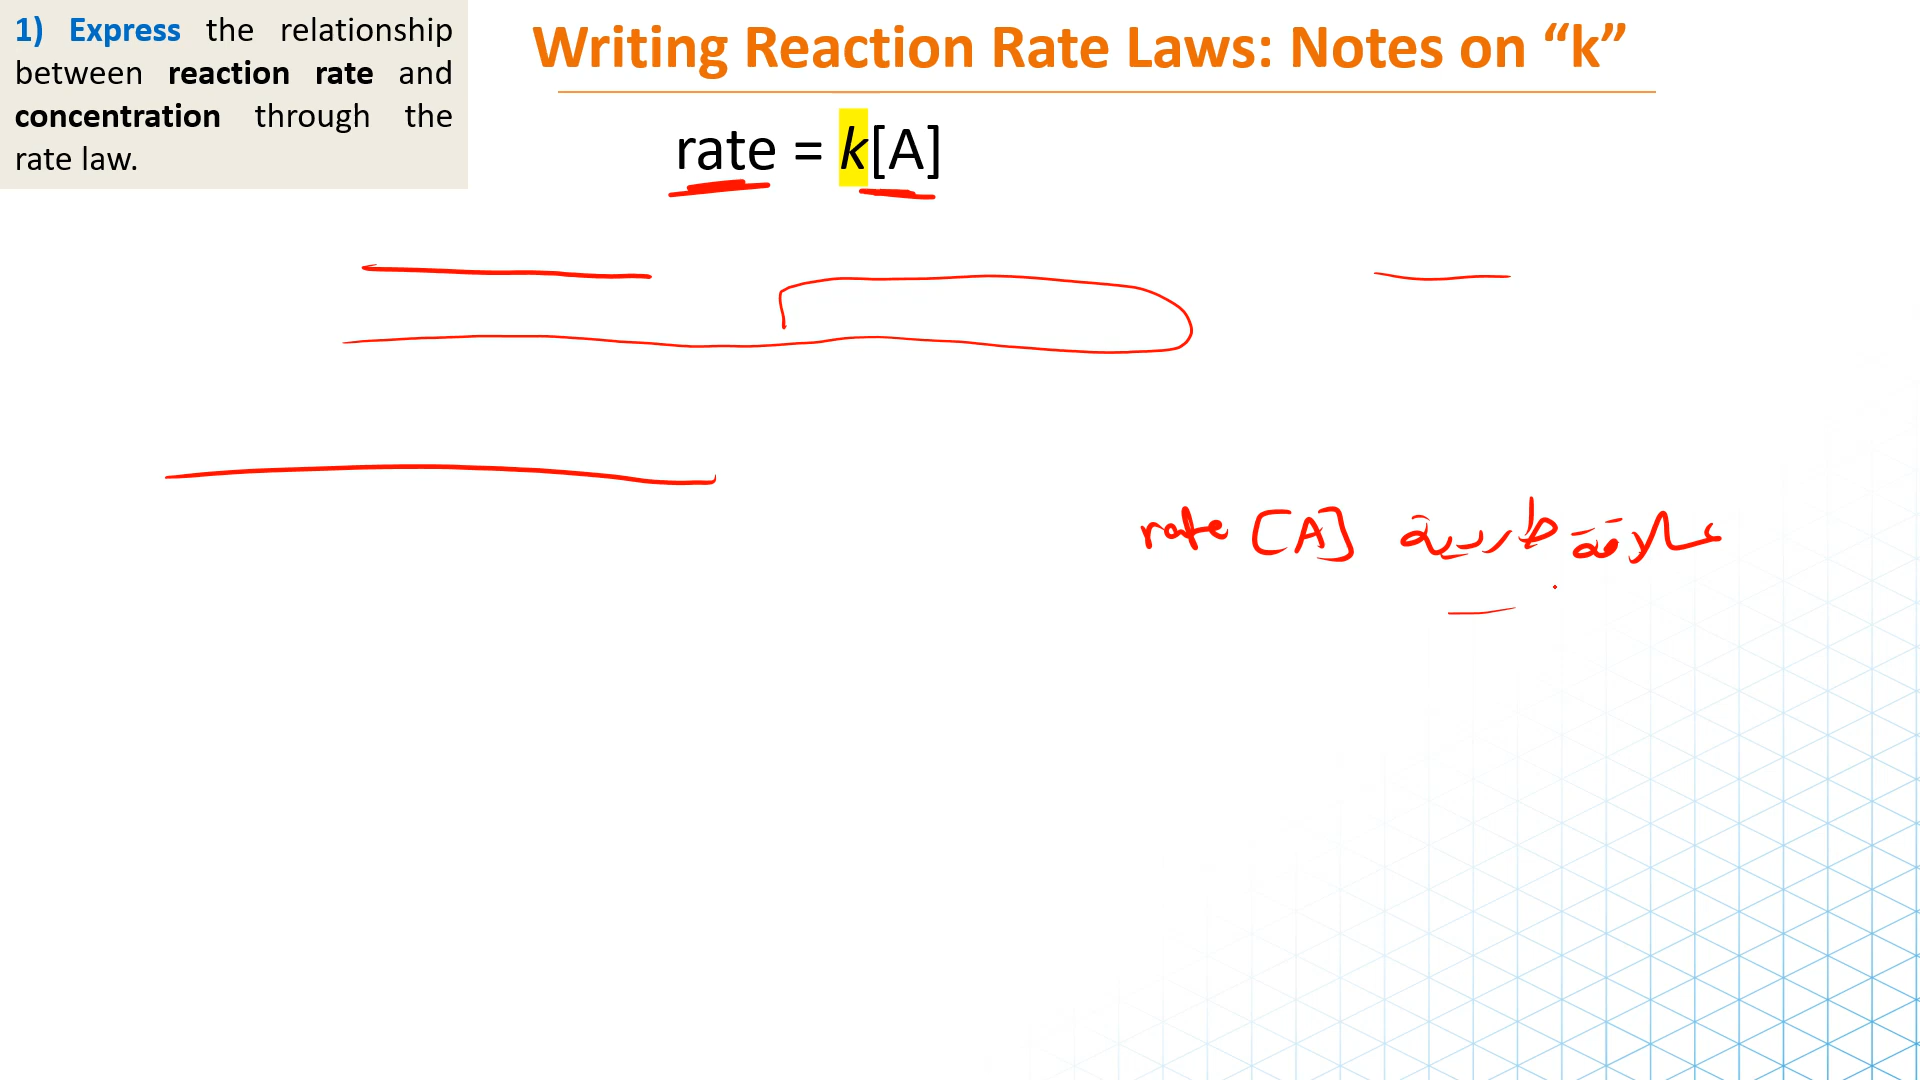 1) Express the relationship
between reaction rate and
concentration through the
rate law.
Writing Reaction Rate Laws: Notes on “k”
rate = k[A]
rate [A] علاقة طردية